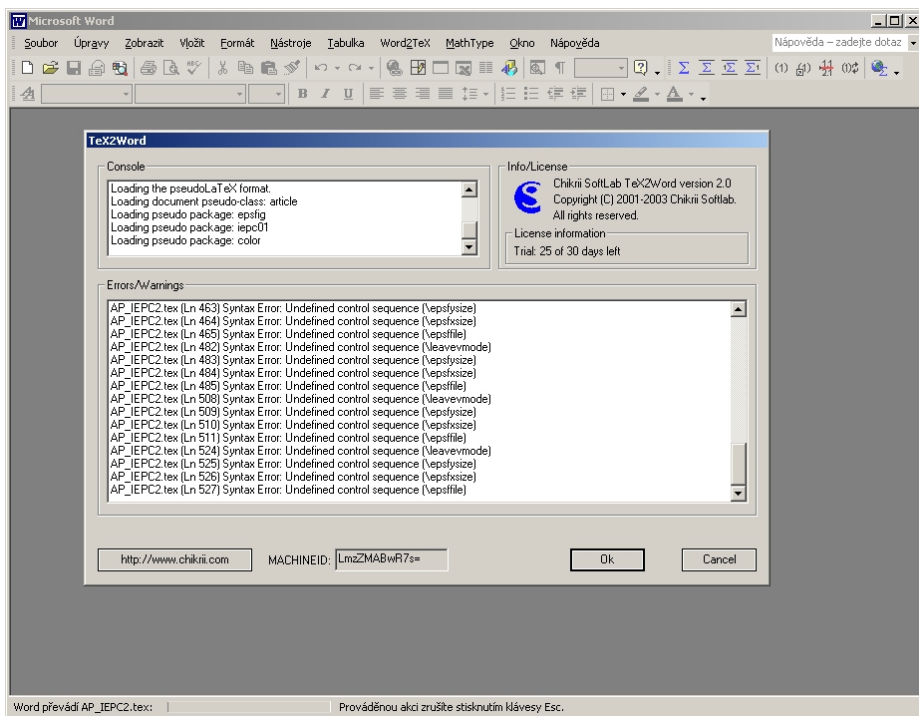 Microsoft Word
Soubor Úpravy Zobrazit Vložit Formát Nástroje Tabulka Word2TeX MathType Okno Nápověda Nápověda – zadejte dotaz
TeX2Word
Console
Loading the pseudoLaTeX format.
Loading document pseudo-class: article
Loading pseudo package: epsfig
Loading pseudo package: iepc01
Loading pseudo package: color
Info/License
Chikrii SoftLab TeX2Word version 2.0
Copyright (C) 2001-2003 Chikrii Softlab.
All rights reserved.
License information
Trial: 25 of 30 days left
Errors/Warnings
AP_IEPC2.tex (Ln 463) Syntax Error: Undefined control sequence (\epsfysize)
AP_IEPC2.tex (Ln 464) Syntax Error: Undefined control sequence (\epsfxsize)
AP_IEPC2.tex (Ln 465) Syntax Error: Undefined control sequence (\epsffile)
AP_IEPC2.tex (Ln 482) Syntax Error: Undefined control sequence (\leavevmode)
AP_IEPC2.tex (Ln 483) Syntax Error: Undefined control sequence (\epsfysize)
AP_IEPC2.tex (Ln 484) Syntax Error: Undefined control sequence (\epsfxsize)
AP_IEPC2.tex (Ln 485) Syntax Error: Undefined control sequence (\epsffile)
AP_IEPC2.tex (Ln 508) Syntax Error: Undefined control sequence (\leavevmode)
AP_IEPC2.tex (Ln 509) Syntax Error: Undefined control sequence (\epsfysize)
AP_IEPC2.tex (Ln 510) Syntax Error: Undefined control sequence (\epsfxsize)
AP_IEPC2.tex (Ln 511) Syntax Error: Undefined control sequence (\epsffile)
AP_IEPC2.tex (Ln 524) Syntax Error: Undefined control sequence (\leavevmode)
AP_IEPC2.tex (Ln 525) Syntax Error: Undefined control sequence (\epsfysize)
AP_IEPC2.tex (Ln 526) Syntax Error: Undefined control sequence (\epsfxsize)
AP_IEPC2.tex (Ln 527) Syntax Error: Undefined control sequence (\epsffile)
http://www.chikrii.com MACHINEID: LmzZMABwR7s= Ok Cancel
Word převádí AP_IEPC2.tex: Prováděnou akci zrušíte stisknutím klávesy Esc.